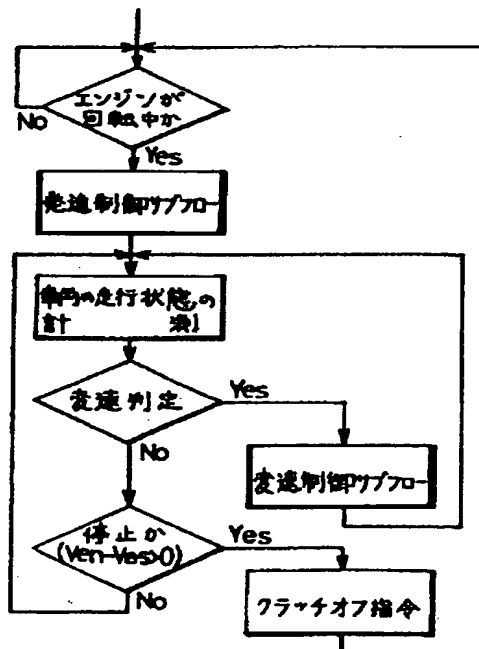 エンジンが
回転中か
No
Yes
発進制御サブフロー
車両の走行状態の
計測
変速判定
Yes
No
変速制御サブフロー
停止か
(Ven-Ves>0)
Yes
No
クラッチオフ指令